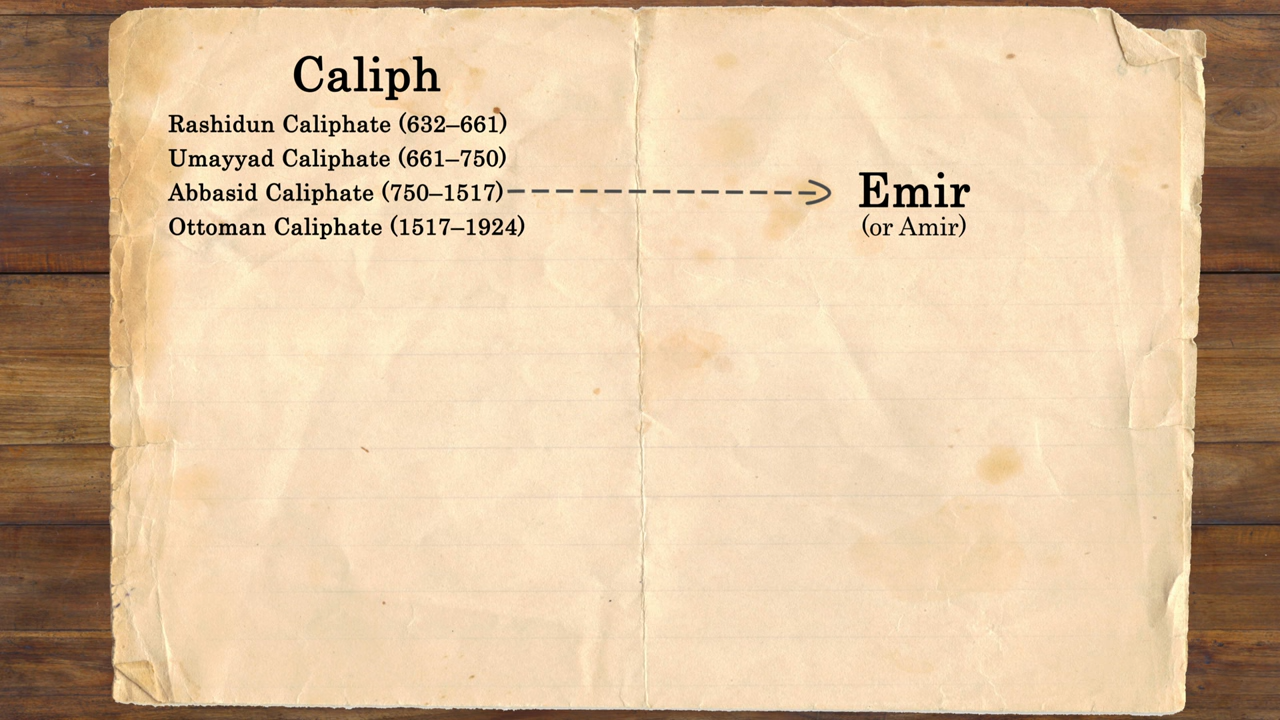 Caliph
Rashidun Caliphate (632–661)
Umayyad Caliphate (661–750)
Abbasid Caliphate (750–1517)
Ottoman Caliphate (1517–1924)
Emir
(or Amir)